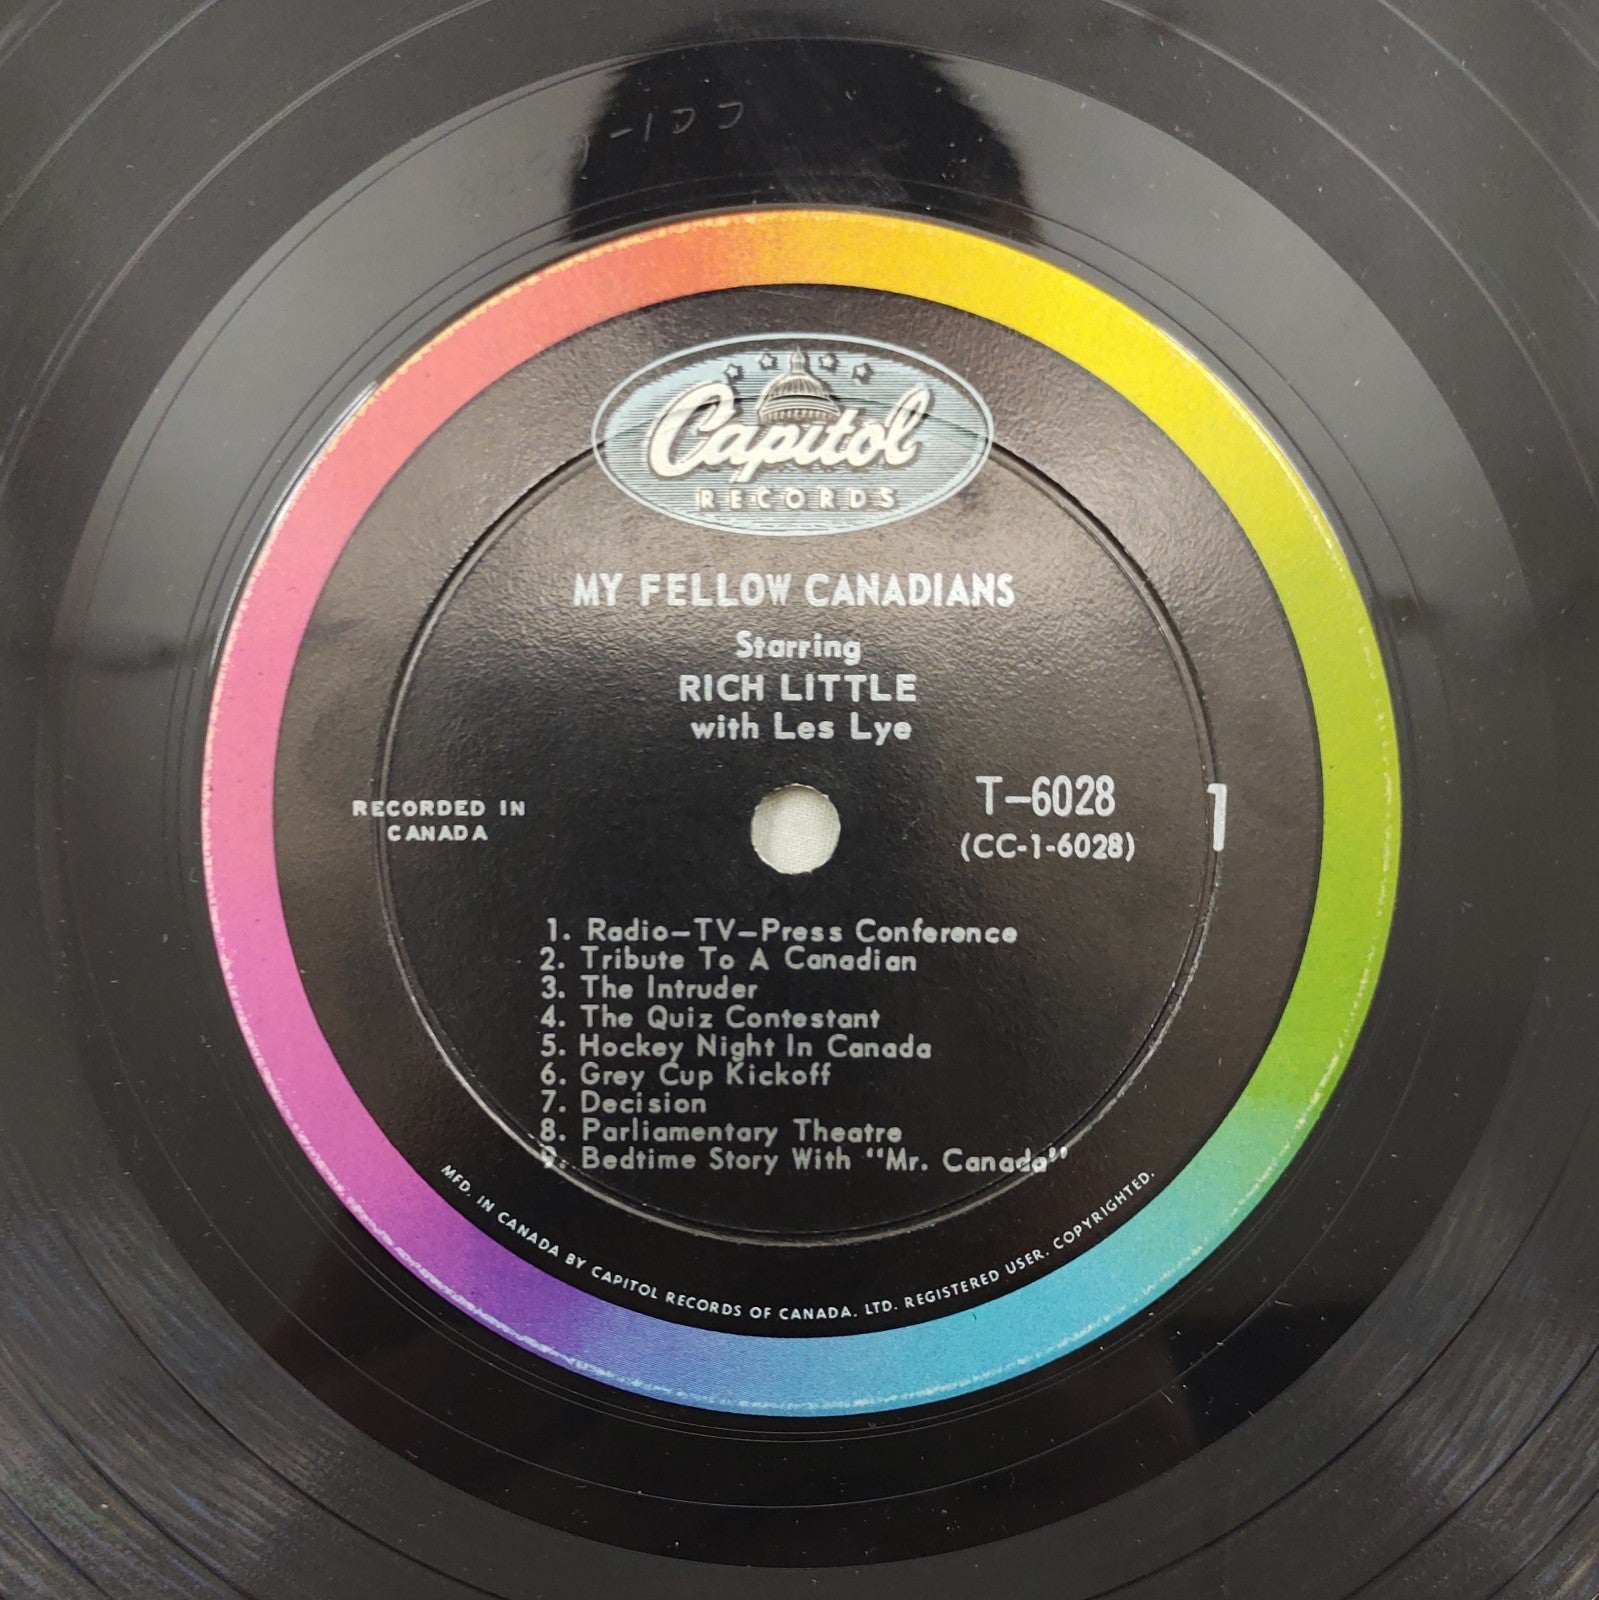 Capitol
RECORDS
MY FELLOW CANADIANS
Starring
RICH LITTLE
with Les Lye
RECORDED IN
CANADA
T-6028
(CC-1-6028)
1
1. Radio-TV-Press Conference
2. Tribute To A Canadian
3. The Intruder
4. The Quiz Contestant
5. Hockey Night In Canada
6. Grey Cup Kickoff
7. Decision
8. Parliamentary Theatre
9. Bedtime Story With "Mr. Canada"
MFD. IN CANADA BY CAPITOL RECORDS OF CANADA. LTD. REGISTERED USER. COPYRIGHTED.